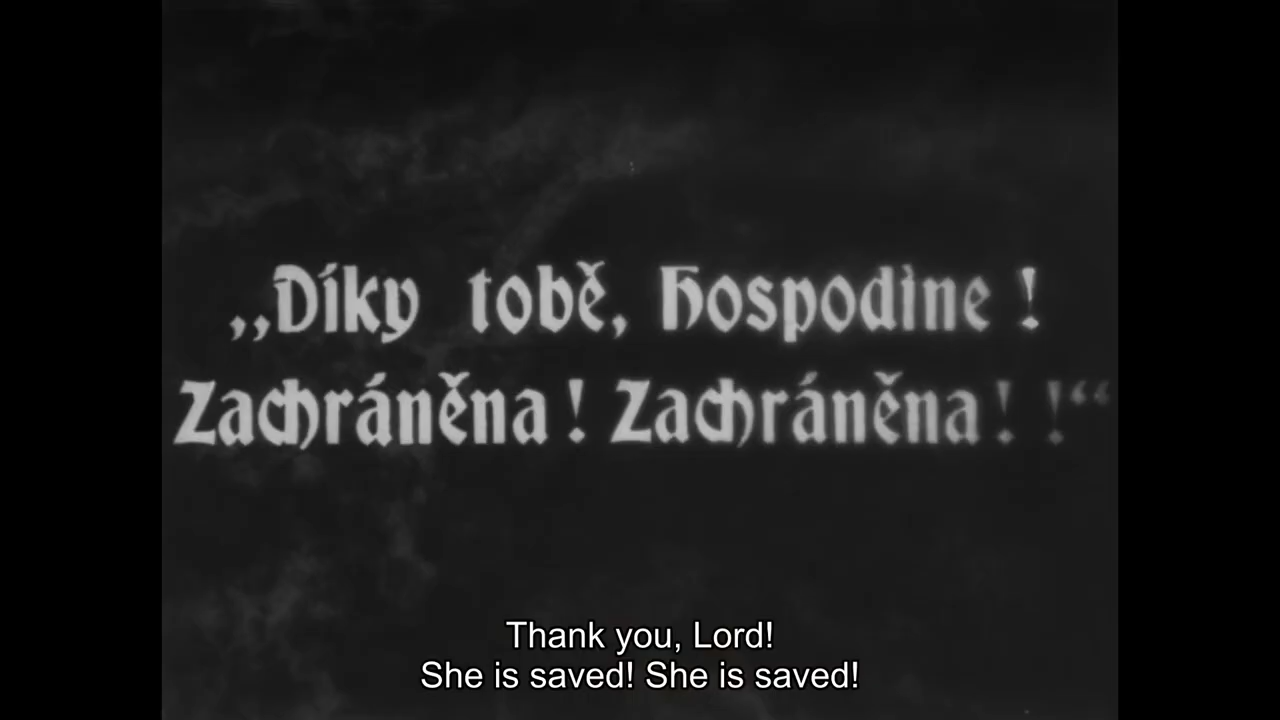 „Díky tobě, Hospodine !
Zachráněna ! Zachráněna ! !“
Thank you, Lord!
She is saved! She is saved!